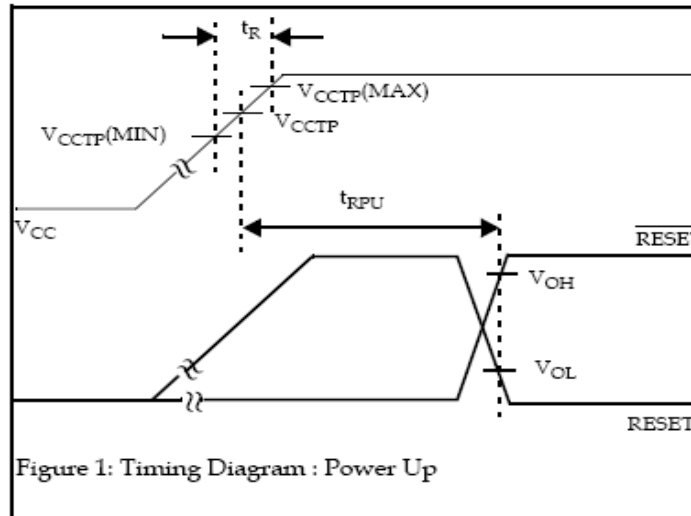 tR
VCCTP(MAX)
VCCTP
VCCTP(MIN)
tRPU
VCC
RESET
VOH
VOL
RESET
Figure 1: Timing Diagram : Power Up